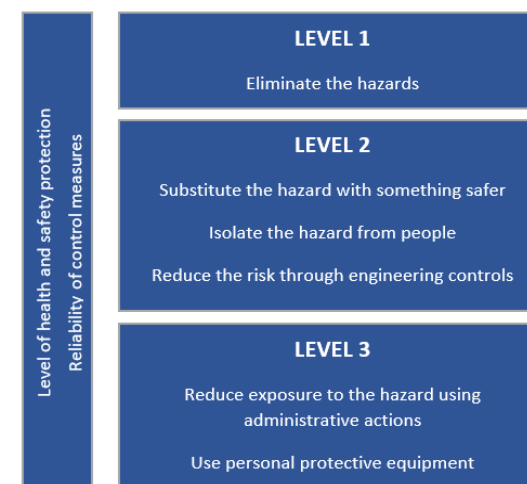 Level of health and safety protection
Reliability of control measures
LEVEL 1
Eliminate the hazards
LEVEL 2
Substitute the hazard with something safer
Isolate the hazard from people
Reduce the risk through engineering controls
LEVEL 3
Reduce exposure to the hazard using
administrative actions
Use personal protective equipment